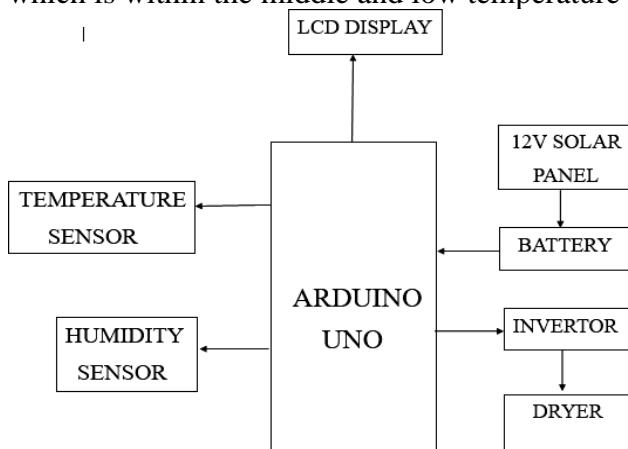 which is within the middle and low temperature
LCD DISPLAY
12V SOLAR
PANEL
TEMPERATURE
SENSOR
BATTERY
ARDUINO
UNO
HUMIDITY
SENSOR
INVERTOR
DRYER